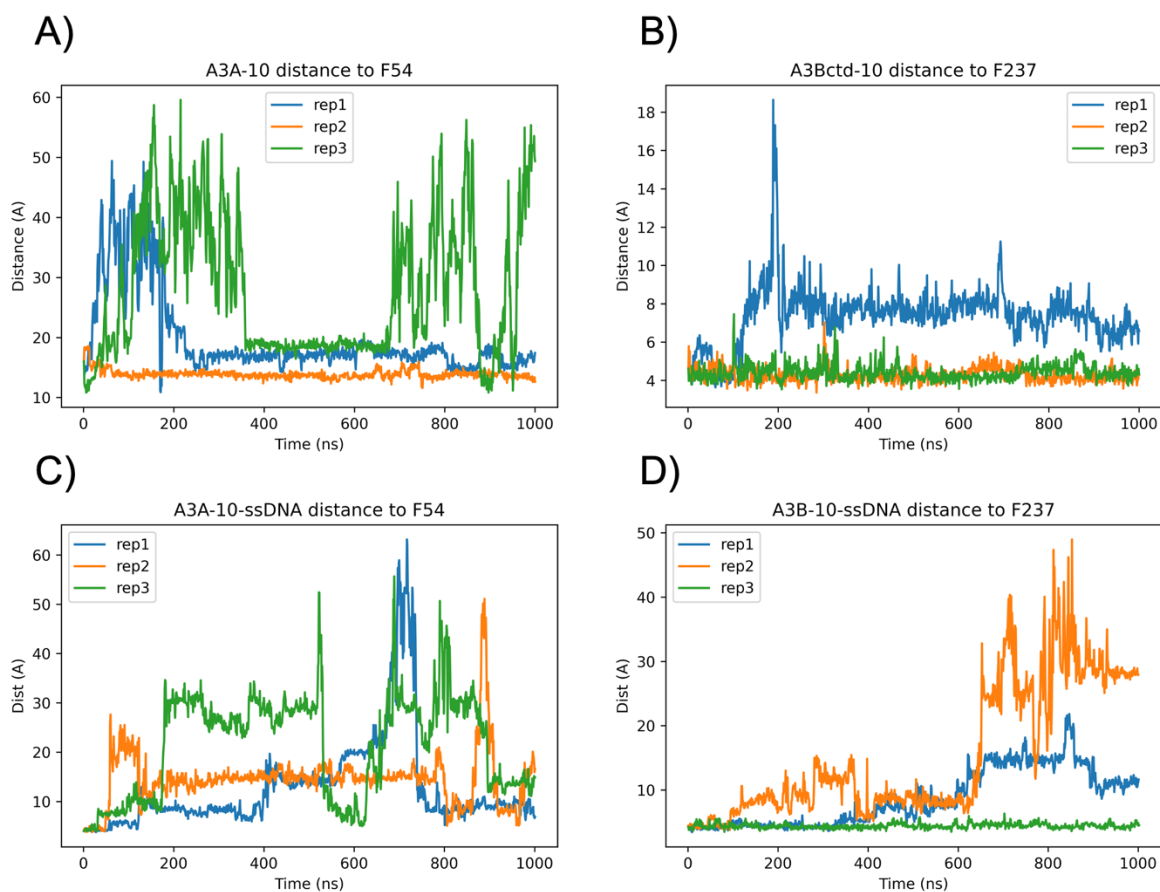 A)
A3A-10 distance to F54
rep1
rep2
rep3
60
50
40
30
20
10
Distance (A)
0 200 400 600 800 1000
Time (ns)
B)
A3Bctd-10 distance to F237
rep1
rep2
rep3
18
16
14
12
10
8
6
4
Distance (A)
0 200 400 600 800 1000
Time (ns)
C)
A3A-10-ssDNA distance to F54
rep1
rep2
rep3
60
50
40
30
20
10
Dist (A)
0 200 400 600 800 1000
Time (ns)
D)
A3B-10-ssDNA distance to F237
rep1
rep2
rep3
50
40
30
20
10
Dist (A)
0 200 400 600 800 1000
Time (ns)